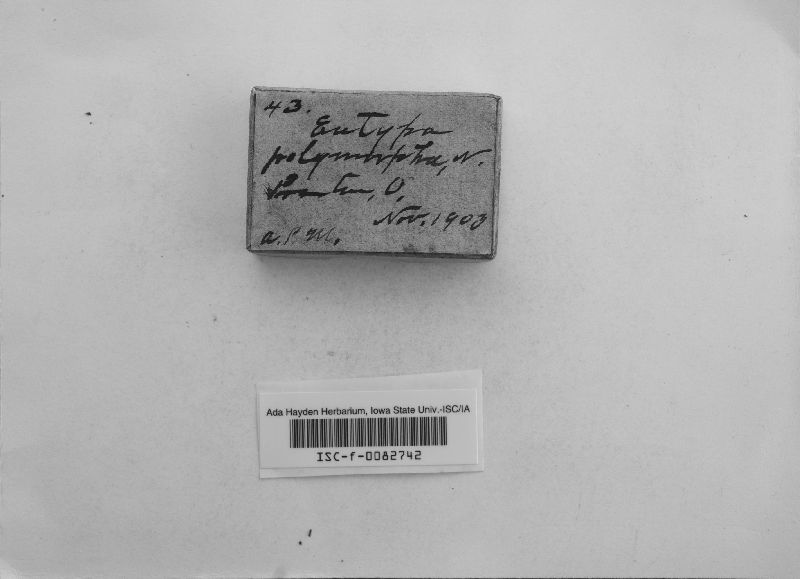 43.
Eutypa
polymorpha, N.
O,
Nov. 1903
a. P. M.
Ada Hayden Herbarium, Iowa State Univ.-ISC/IA
ISC-f-0082742